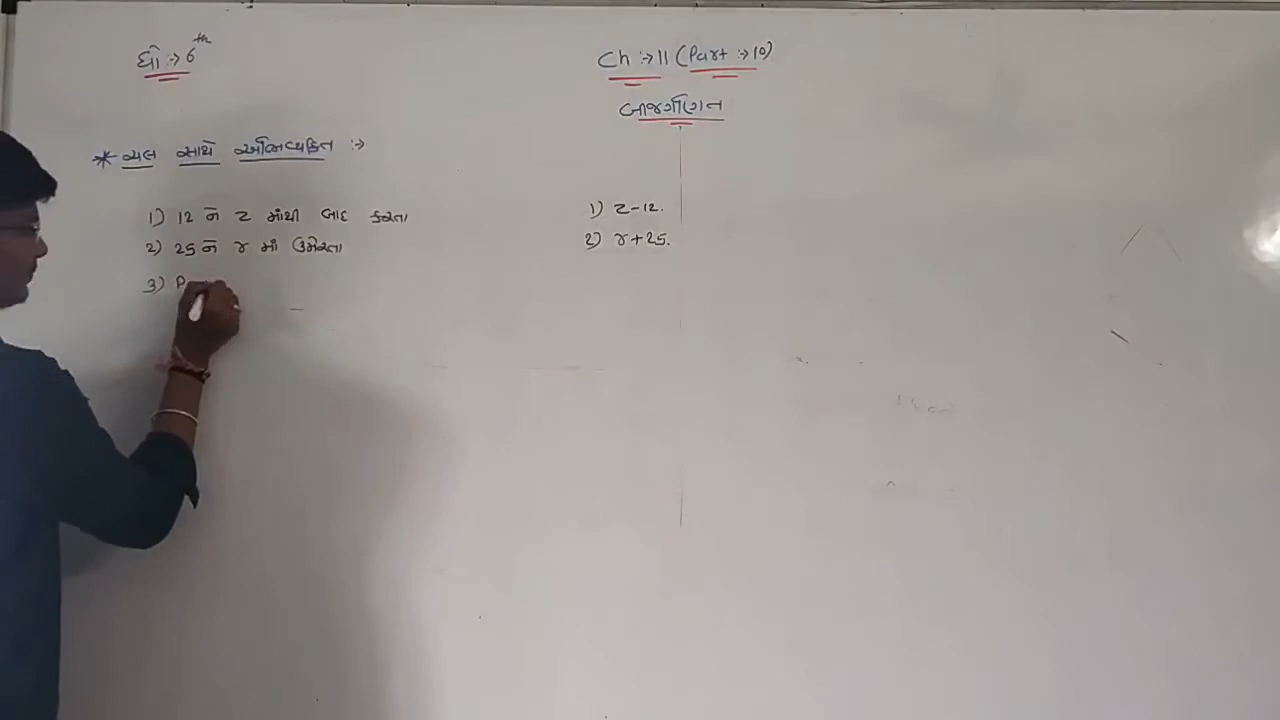 ધો :→ 6th
Ch :→ 11 (Part :→ 10)
બીજગણિત
* ચલ સાથે અભિવ્યક્તિ :→
1) 12 ને z માંથી બાદ કરતા
2) 25 ને r માં ઉમેરતા
3) P
1) z - 12.
2) r + 25.